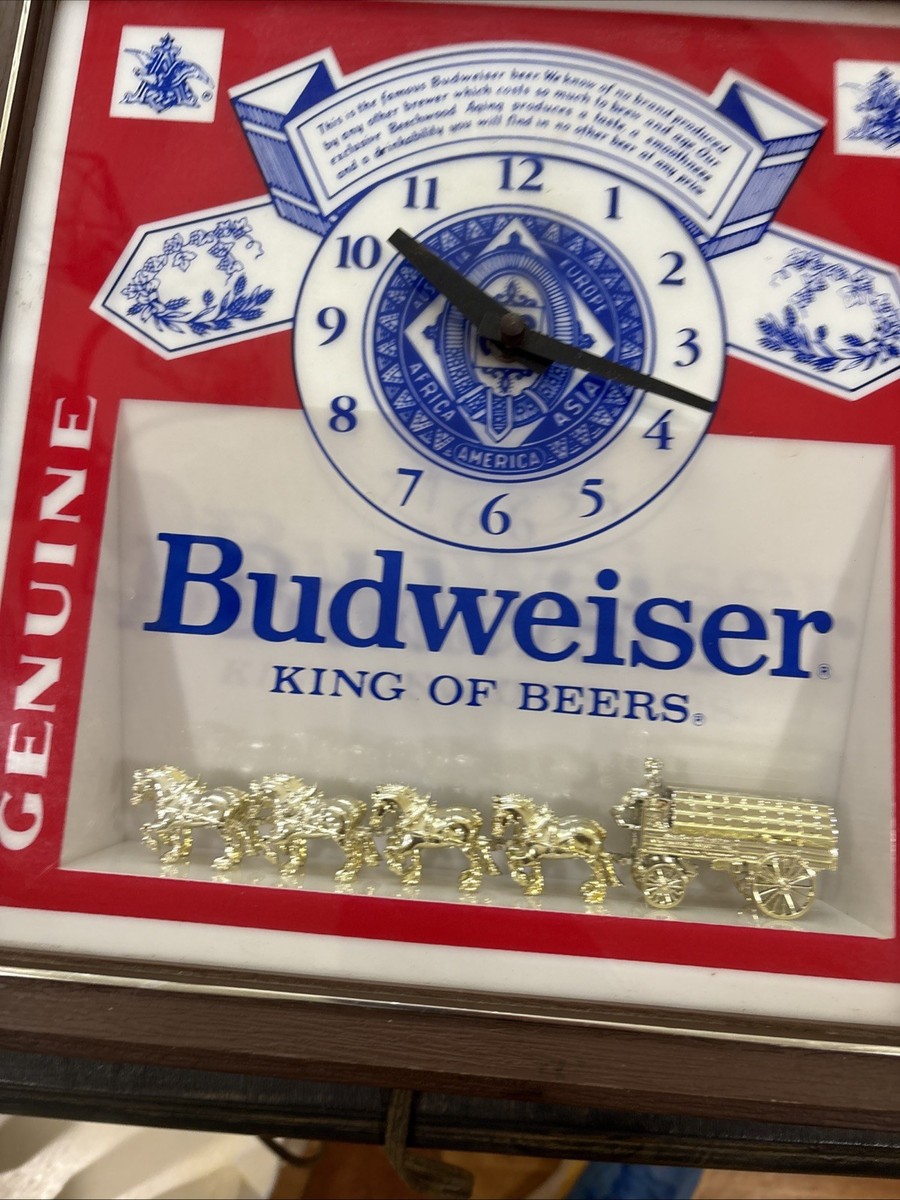 This is the famous Budweiser beer. We know of no brand produced
by any other brewer which costs so much to brew and age. Our
exclusive Beechwood Aging produces a taste, a smoothness
and a drinkability you will find in no other beer at any price
12
11
1
10
2
9
3
8
4
7
5
6
EUROPE
AFRICA
ASIA
AMERICA
GENUINE
Budweiser®
KING OF BEERS®